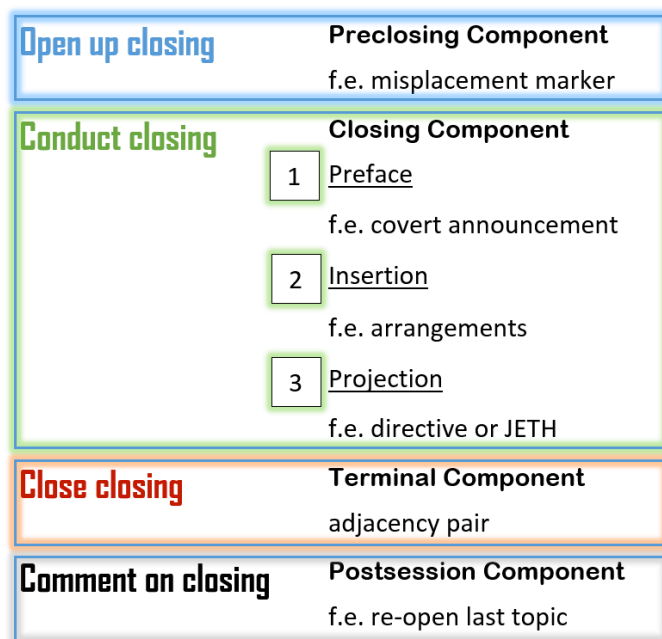 Open up closing
Preclosing Component
f.e. misplacement marker
Conduct closing
Closing Component
1 Preface
f.e. covert announcement
2 Insertion
f.e. arrangements
3 Projection
f.e. directive or JETH
Close closing
Terminal Component
adjacency pair
Comment on closing
Postsession Component
f.e. re-open last topic